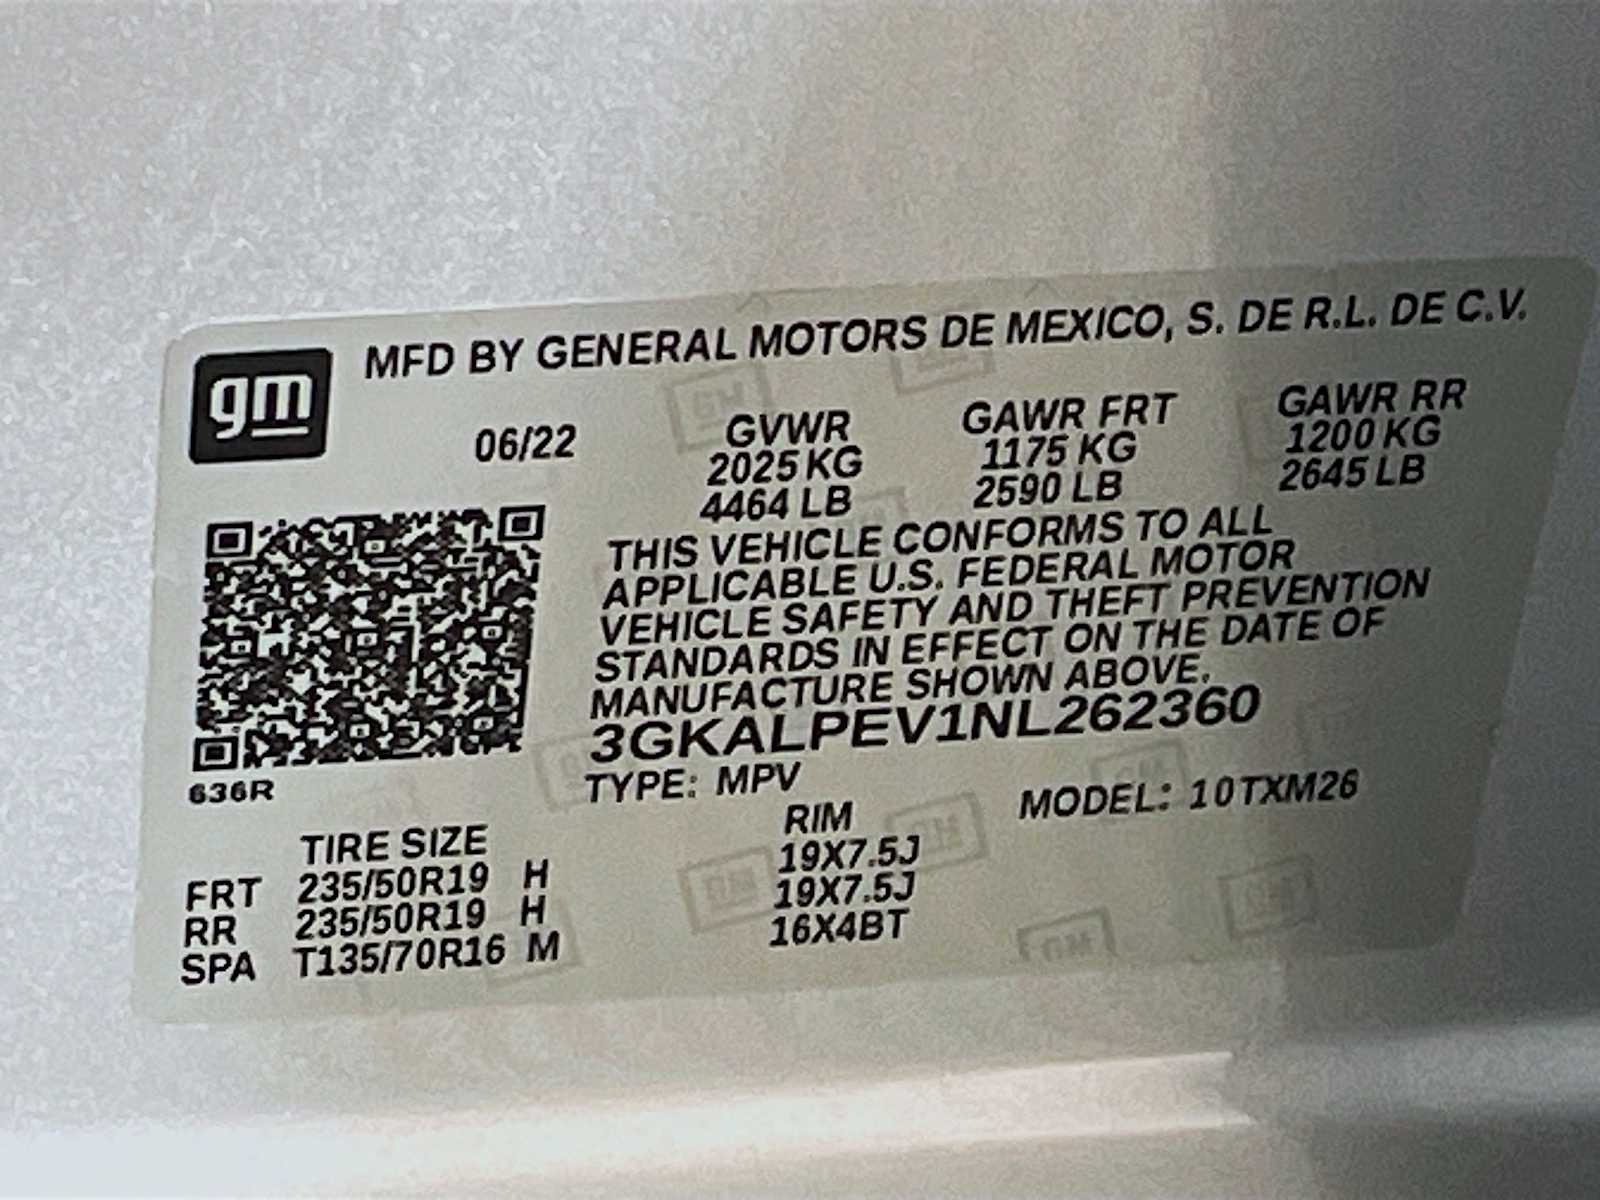 gm
MFD BY GENERAL MOTORS DE MEXICO, S. DE R.L. DE C.V.
06/22 GVWR GAWR FRT GAWR RR
2025 KG 1175 KG 1200 KG
4464 LB 2590 LB 2645 LB
THIS VEHICLE CONFORMS TO ALL
APPLICABLE U.S. FEDERAL MOTOR
VEHICLE SAFETY AND THEFT PREVENTION
STANDARDS IN EFFECT ON THE DATE OF
MANUFACTURE SHOWN ABOVE.
3GKALPEV1NL262360
636R
TYPE: MPV MODEL: 10TXM26
TIRE SIZE RIM
FRT 235/50R19 H 19X7.5J
RR 235/50R19 H 19X7.5J
SPA T135/70R16 M 16X4BT